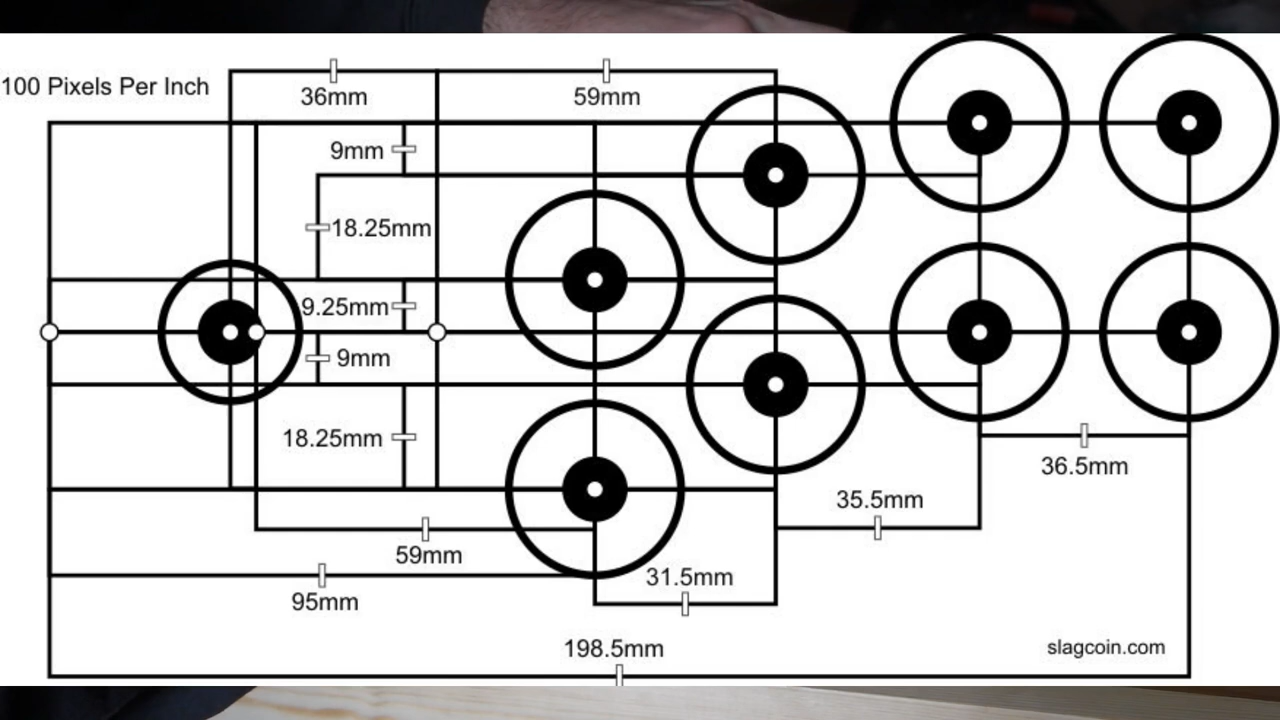 100 Pixels Per Inch
36mm
59mm
9mm
18.25mm
9.25mm
9mm
18.25mm
36.5mm
35.5mm
59mm
31.5mm
95mm
198.5mm
slagcoin.com